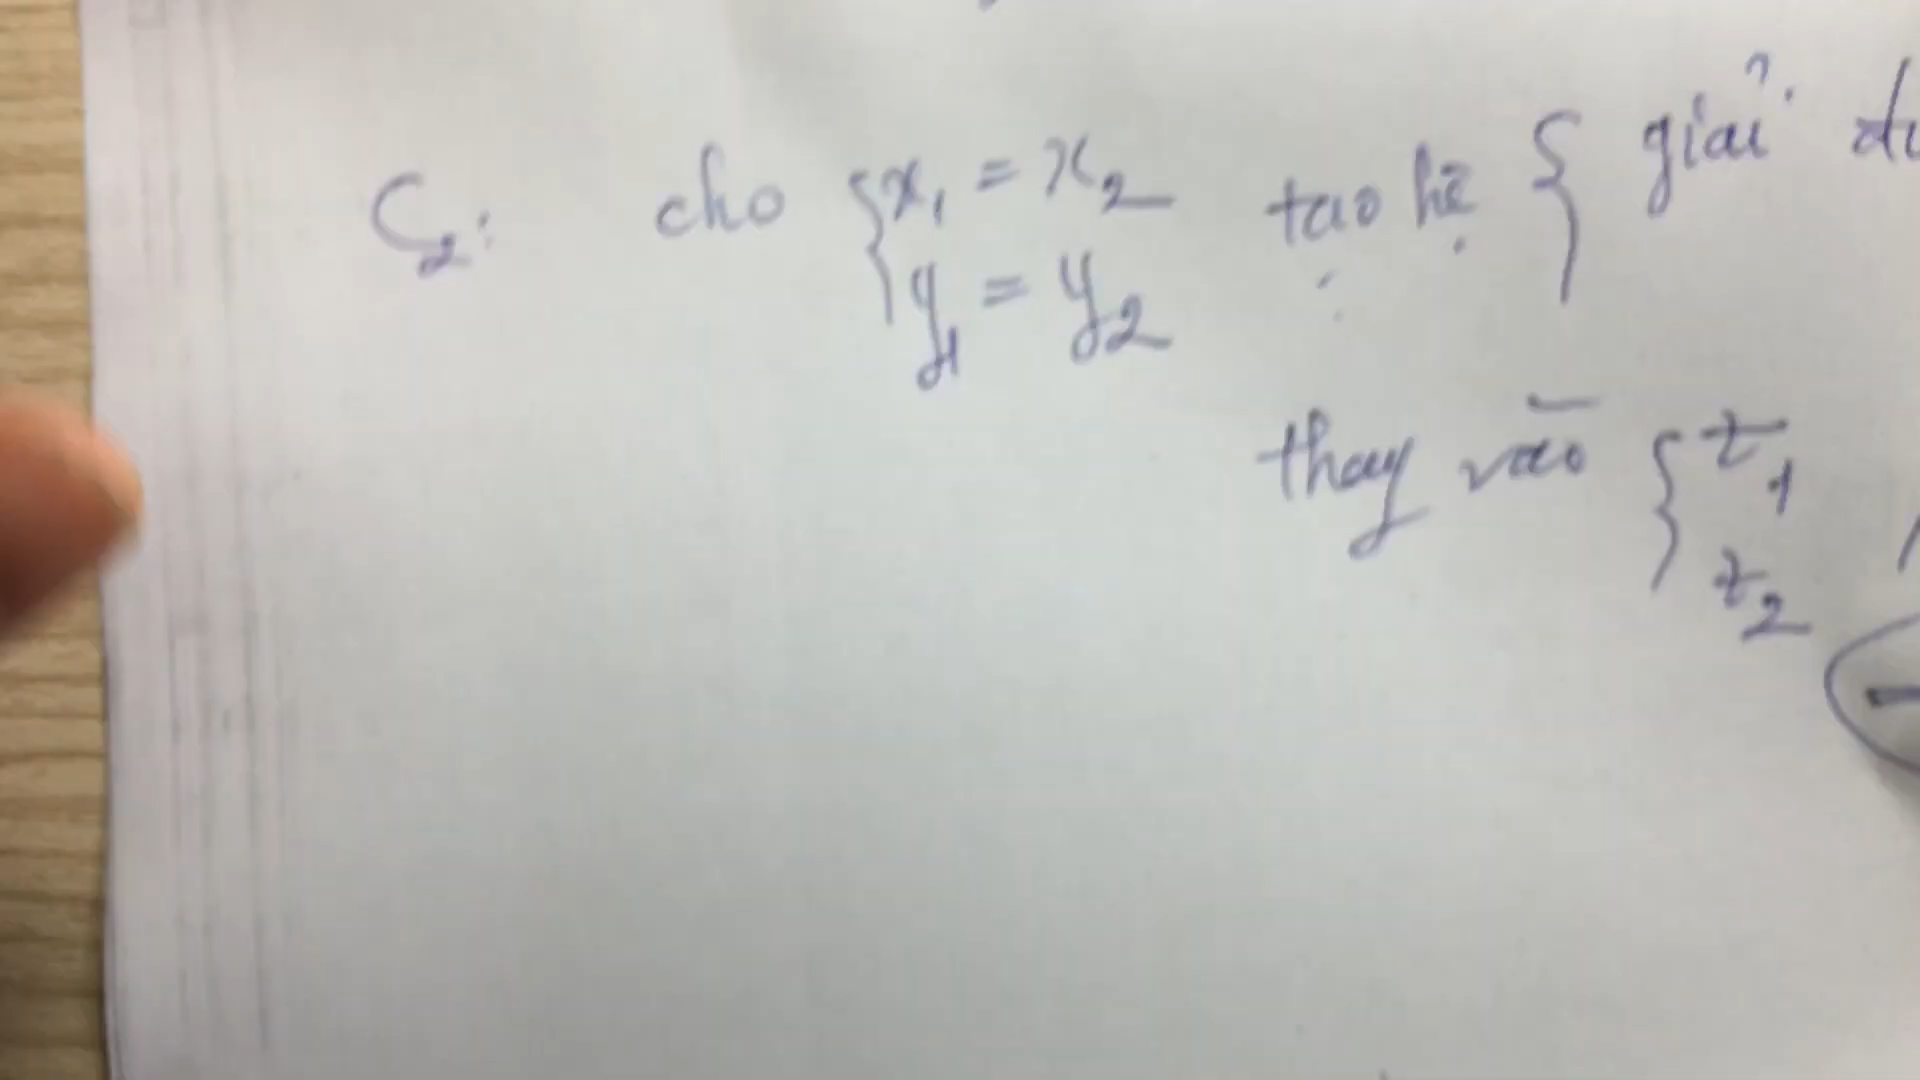 C2: cho { x1 = x2 tạo hệ { giải
y1 = y2
thay vào { z1
z2